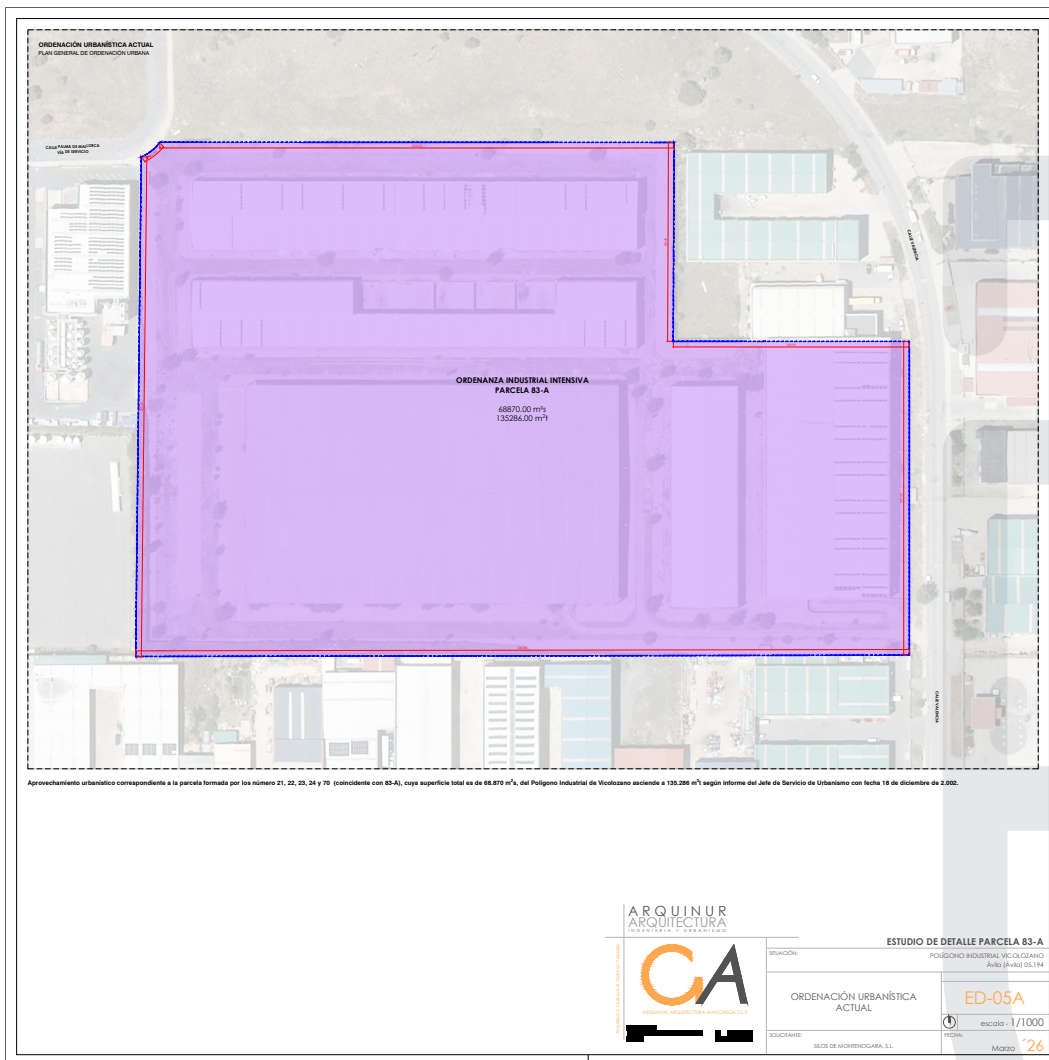 ORDENACIÓN URBANÍSTICA ACTUAL
PLAN GENERAL DE ORDENACIÓN URBANA
CALLE PALMA DE MALLORCA
VÍA DE SERVICIO
CALLE VALENCIA
ORDENANZA INDUSTRIAL INTENSIVA
PARCELA 83-A
68870.00 m²s
135286.00 m²t
CALLE VALENCIA
Aprovechamiento urbanístico correspondiente a la parcela formada por los número 21, 22, 23, 24 y 70 (coincidente con 83-A), cuya superficie total es de 68.870 m²s, del Polígono Industrial de Vicolozano asciende a 135.286 m²t según informe del Jefe de Servicio de Urbanismo con fecha 18 de diciembre de 2.002.
ARQUINUR
ARQUITECTURA
INGENIERÍA Y URBANISMO
CA
ARQUINUR, ARQUITECTURA MANCHEGA S.L.P
ESTUDIO DE DETALLE PARCELA 83-A
SITUACIÓN:
POLÍGONO INDUSTRIAL VICOLOZANO
Ávila (Ávila) 05.194
ORDENACIÓN URBANÍSTICA
ACTUAL
ED-05A
escala - 1/1000
SOLICITANTE:
SILOS DE MONTENOGARA, S.L.
FECHA:
Marzo ´26